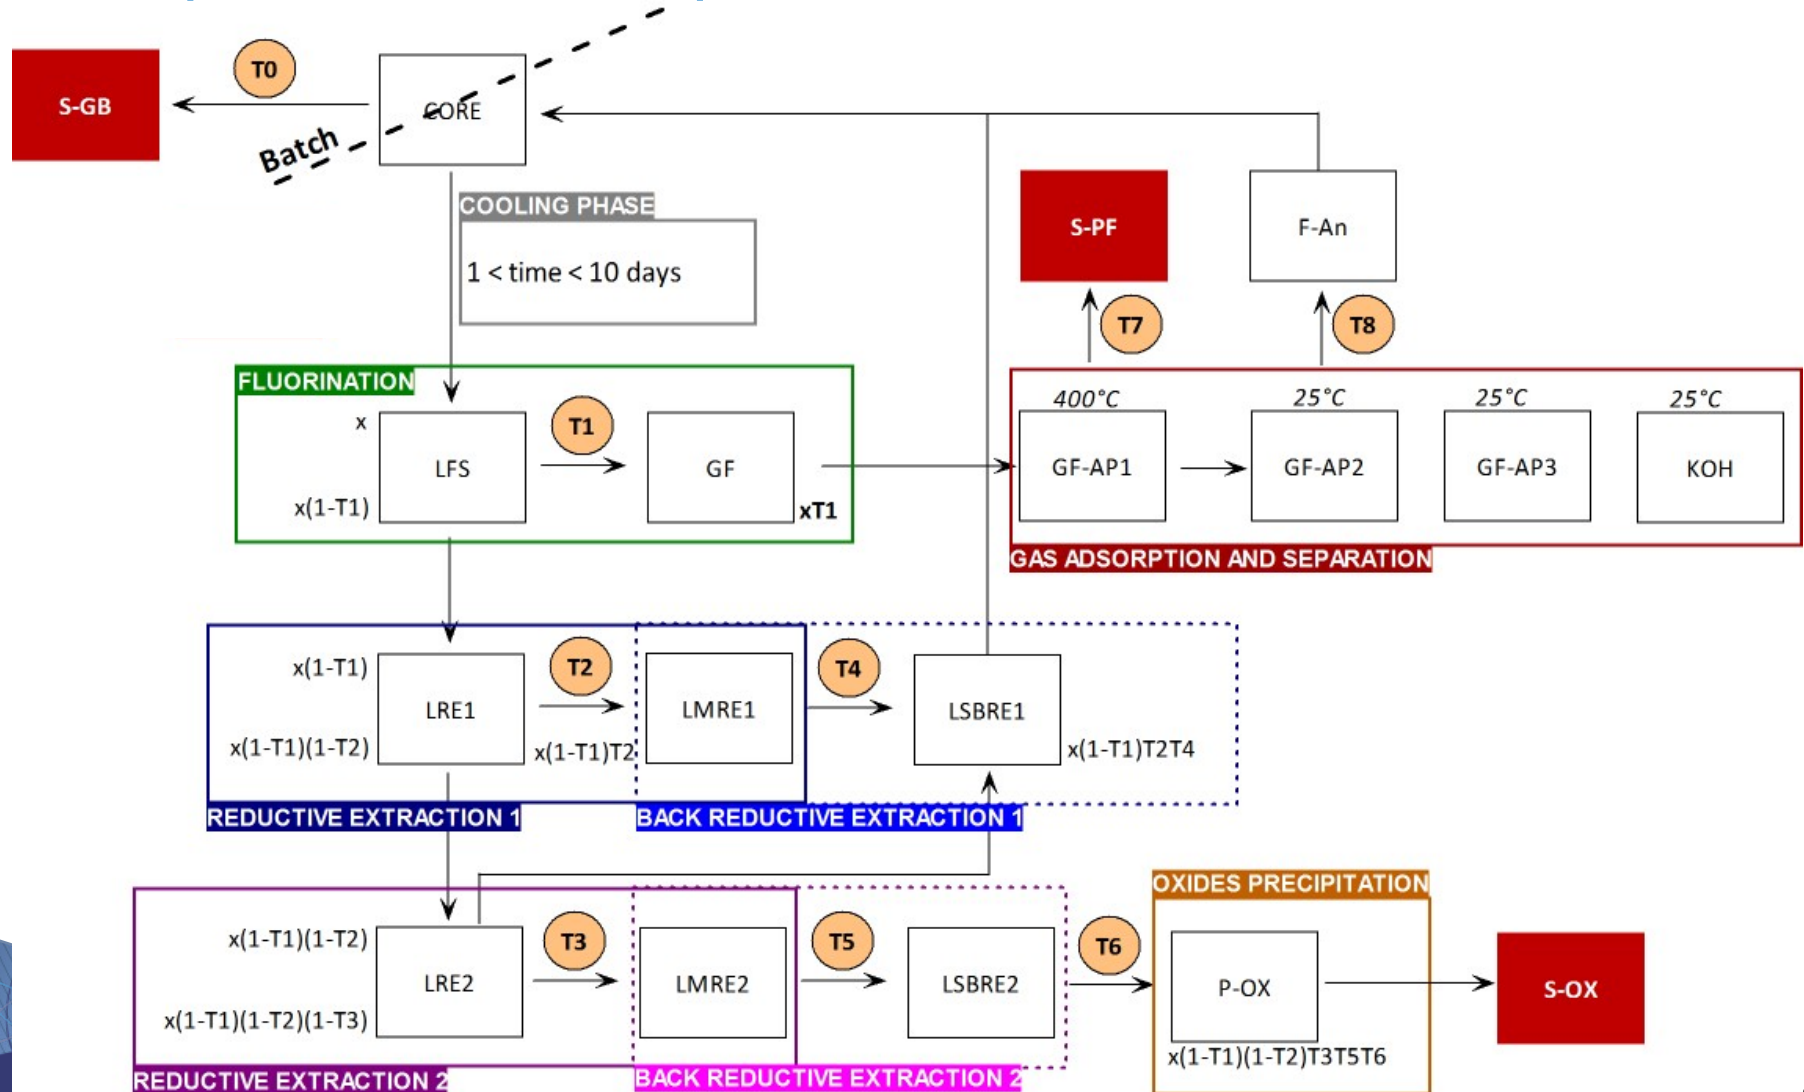 S-GB
T0
CORE
Batch
COOLING PHASE
1 < time < 10 days
S-PF
F-An
T7
T8
FLUORINATION
x
LFS
x(1-T1)
T1
GF
xT1
400°C
25°C
25°C
25°C
GF-AP1
GF-AP2
GF-AP3
KOH
GAS ADSORPTION AND SEPARATION
x(1-T1)
LRE1
x(1-T1)(1-T2)
T2
x(1-T1)T2
LMRE1
T4
LSBRE1
x(1-T1)T2T4
REDUCTIVE EXTRACTION 1
BACK REDUCTIVE EXTRACTION 1
x(1-T1)(1-T2)
LRE2
x(1-T1)(1-T2)(1-T3)
T3
LMRE2
T5
LSBRE2
T6
OXIDES PRECIPITATION
P-OX
x(1-T1)(1-T2)T3T5T6
S-OX
REDUCTIVE EXTRACTION 2
BACK REDUCTIVE EXTRACTION 2